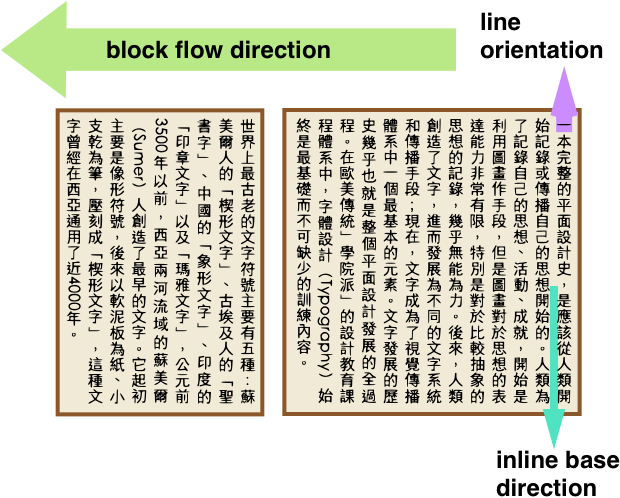 block flow direction
line
orientation
一本完整的平面設計史，是應該從人類開
始記錄或傳播自己的思想開始的。人類為
了記錄自己的思想、活動、成就，開始是
利用圖畫作手段，但是圖畫對於思想的表
達能力非常有限，特別是對於比較抽象的
思想的記錄，幾乎無能為力。後來，人類
創造了文字，進而發展為不同的文字系統
和傳播手段；現在，文字成為了視覺傳播
體系中一個最基本的元素。文字發展的歷
史幾乎也就是整個平面設計發展的全過
程。在歐美傳統」學院派」的設計教育課
程體系中，字體設計（Typography）始
終是最基礎而不可缺少的訓練內容。
世界上最古老的文字符號主要有五種：蘇
美爾人的「楔形文字」、古埃及人的「聖
書字」、中國的「象形文字」、印度的
「印章文字」以及「瑪雅文字」，公元前
3500年以前，西亞兩河流域的蘇美爾
（Sumer）人創造了最早的文字。它起初
主要是像形符號，後來以軟泥板為紙、小
支乾為筆，壓刻成「楔形文字」，這種文
字曾經在西亞通用了近4000年。
inline base
direction